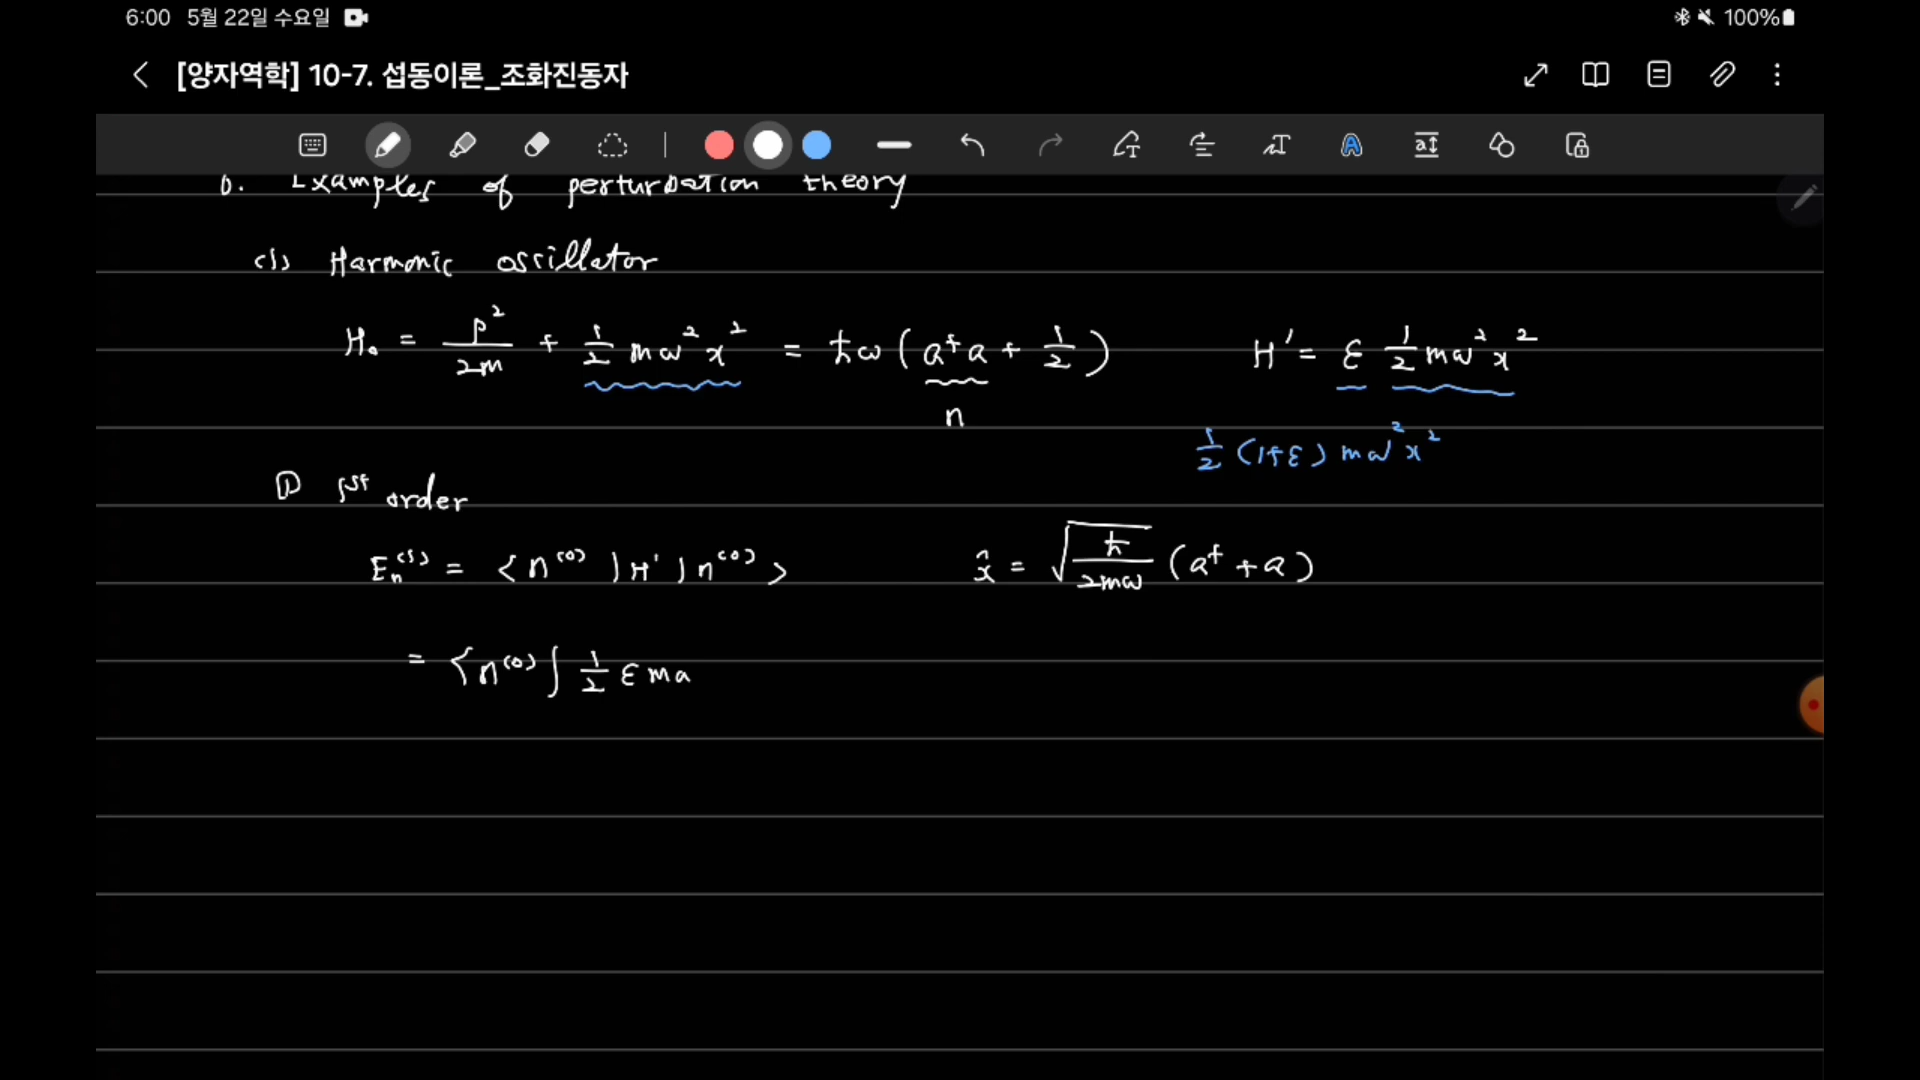 6:00 5월 22일 수요일 100%
[양자역학] 10-7. 섭동이론_조화진동자
6. Examples of perturbation theory
(1) Harmonic oscillator
H₀ = p²/2m + 1/2 mω²x² = ħω(a†a + 1/2) H' = ε 1/2 mω²x²
n
1/2 (1+ε) mω²x²
① 1st order
Eₙ⁽¹⁾ = <n⁽⁰⁾|H'|n⁽⁰⁾> x̂ = √(ħ/2mω) (a† + a)
= <n⁽⁰⁾| 1/2 ε m